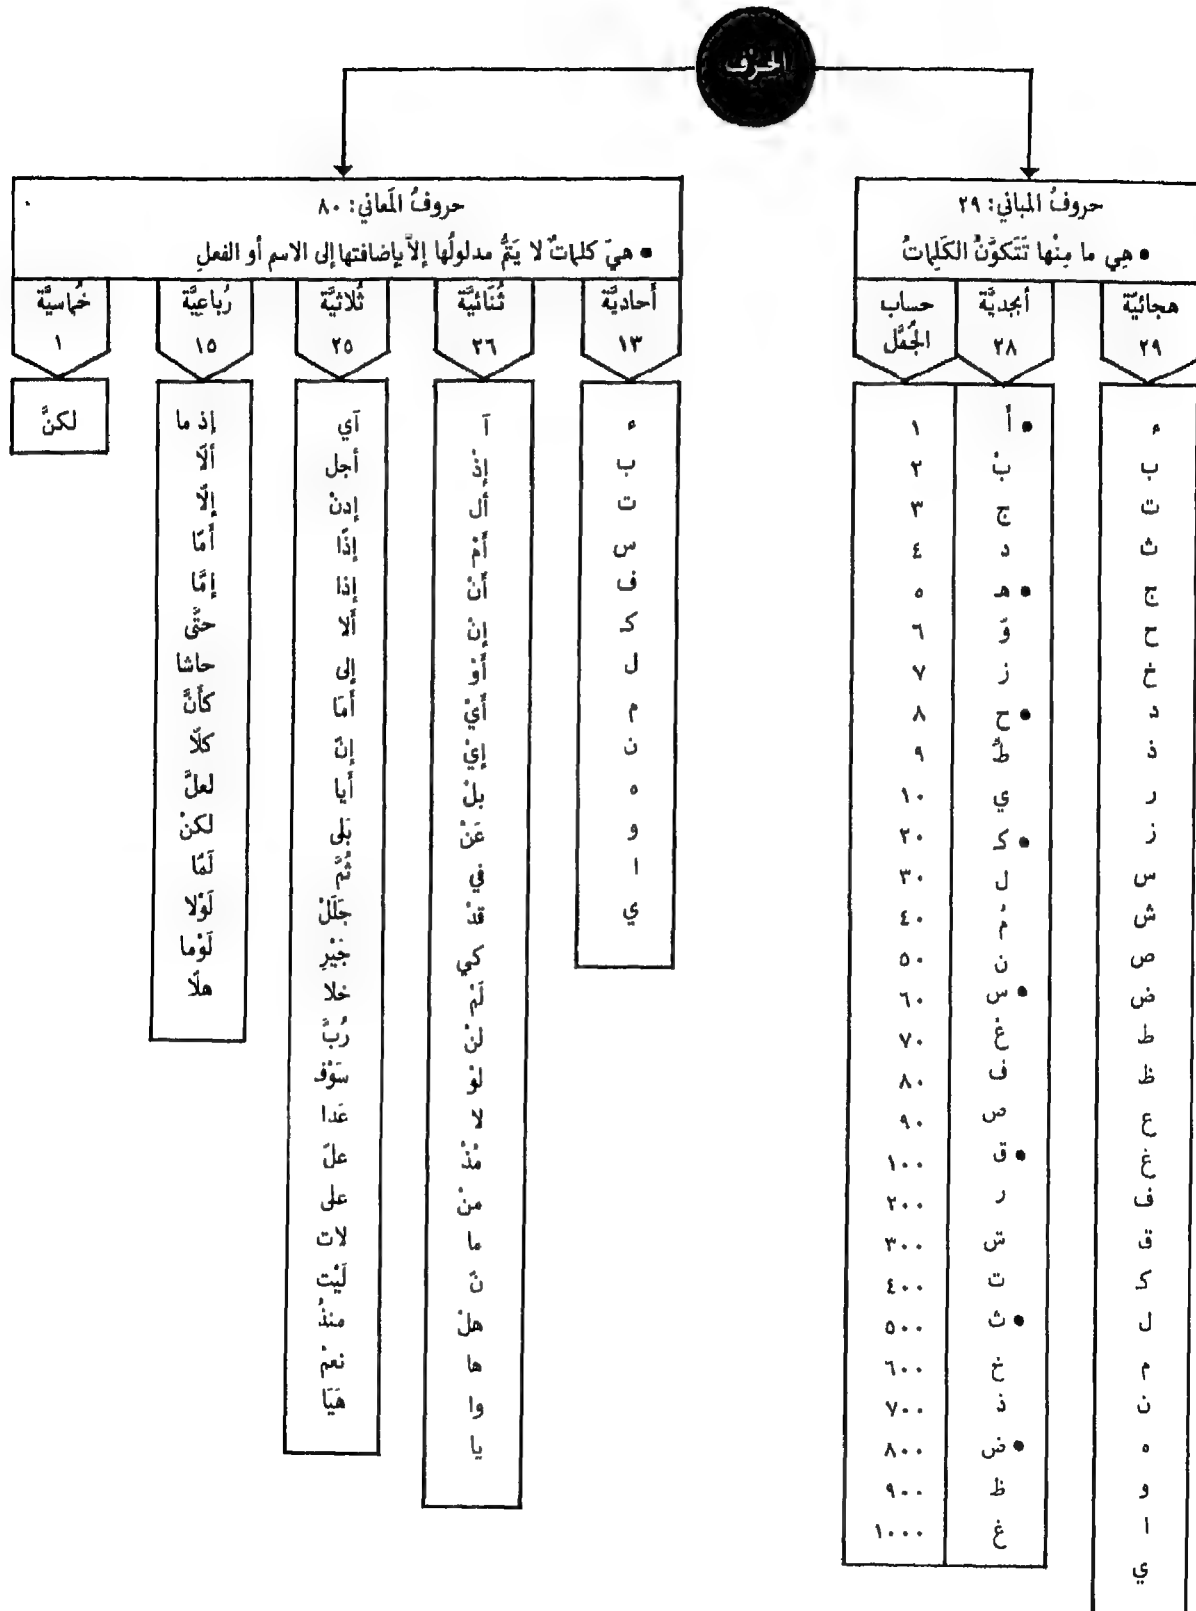 الحَرْف
حروفُ المباني: ٢٩
• هِي ما مِنْها تَتَكَوَّنُ الكَلِماتُ
هجائيّة
٢٩
ء
ب
ت
ث
ج
ح
خ
د
ذ
ر
ز
س
ش
ص
ض
ط
ظ
ع
غ
ف
ق
ك
ل
م
ن
ه
و
ا
ي
أبجديَّة
٢٨
• أَ
بْ
ج
د
• هـ
وَ
ز
• ح
طِّ
ي
• كـ
ل
مُ
ن
• س
ف
ص
• ق
ر
ت
• ث
خ
ذ
• ض
ظ
غ
حساب
الجُمَّل
١
٢
٣
٤
٥
٦
٧
٨
٩
١٠
٢٠
٣٠
٤٠
٥٠
٦٠
٧٠
٨٠
٩٠
١٠٠
٢٠٠
٣٠٠
٤٠٠
٥٠٠
٦٠٠
٧٠٠
٨٠٠
٩٠٠
١٠٠٠
حروفُ المَعاني: ٨٠
• هيَ كلماتٌ لا يَتمُّ مدلولُها إلاَّ بإضافتها إلى الاسم أو الفعلِ
أُحاديَّة
١٣
ء
ب
ت
س
ف
ك
ل
م
ن
ه
و
ا
ي
ثُنَائيَّة
٢٦
آ
إذْ
أل
أمْ
أنْ
إنْ
أيْ
إيْ
بلْ
عَنْ
في
قدْ
كيْ
لمْ
لنْ
لوْ
لا
مُذْ
مِنْ
ما
نَّ
هلْ
ها
وا
يا
ثُلاثيَّة
٢٥
آي
أجل
إذنْ
إذَا
إذا
ألا
إلى
أمَا
إنَّ
أيا
بَلى
ثُمَّ
جَلَلْ
جَيْرِ
خلا
رُبَّ
سَوْفَ
عَدا
علَّ
على
لاتَ
لَيْتَ
منذُ
نعمْ
هَيَا
رُباعيَّة
١٥
إذ ما
ألَّا
إلَّا
أمَّا
إمَّا
حتَّى
حاشا
كأنَّ
كلَّا
لعلَّ
لكنْ
لَمَّا
لَوْلا
لَوْما
هلَّا
خُماسيَّة
١
لكنَّ